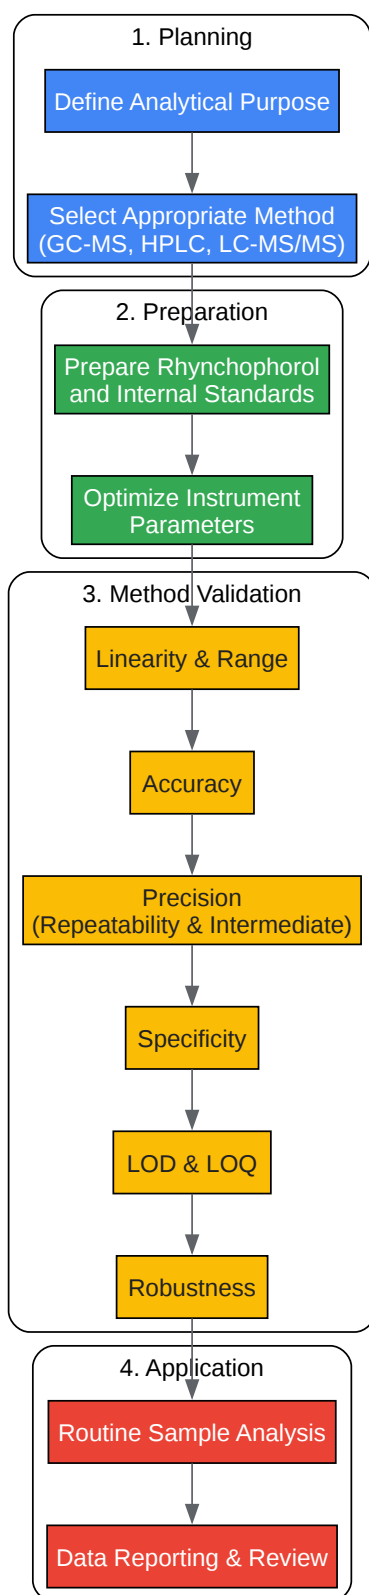 1. Planning
Define Analytical Purpose
Select Appropriate Method
(GC-MS, HPLC, LC-MS/MS)
2. Preparation
Prepare Rhynchophorol
and Internal Standards
Optimize Instrument
Parameters
3. Method Validation
Linearity & Range
Accuracy
Precision
(Repeatability & Intermediate)
Specificity
LOD & LOQ
Robustness
4. Application
Routine Sample Analysis
Data Reporting & Review